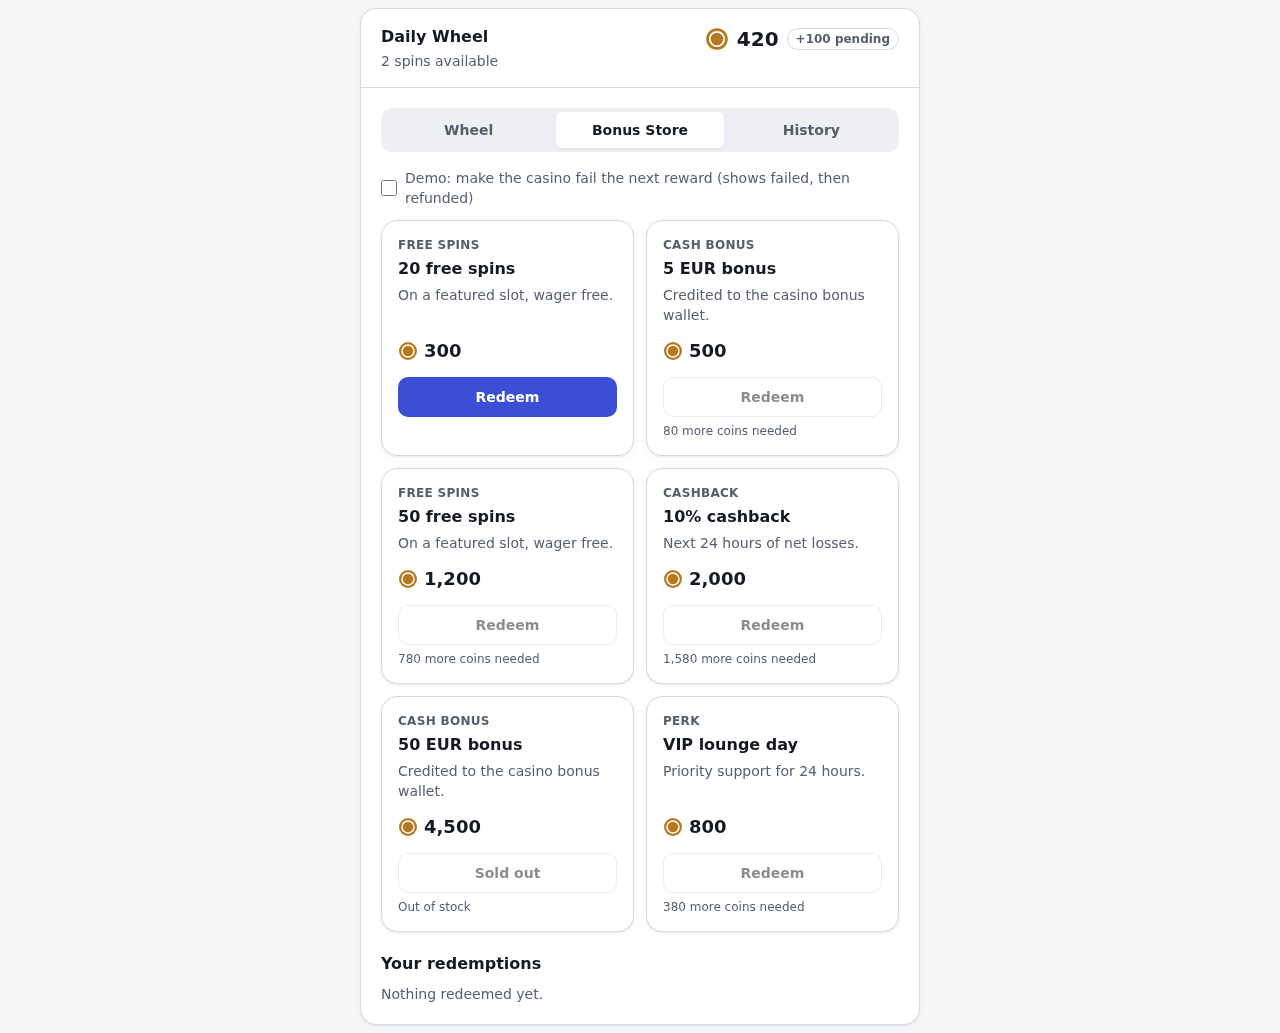 Daily Wheel
420
+100 pending
2 spins available
Wheel
Bonus Store
History
Demo: make the casino fail the next reward (shows failed, then
refunded)
FREE SPINS
20 free spins
On a featured slot, wager free.
300
Redeem
CASH BONUS
5 EUR bonus
Credited to the casino bonus
wallet.
500
Redeem
80 more coins needed
FREE SPINS
50 free spins
On a featured slot, wager free.
1,200
Redeem
780 more coins needed
CASHBACK
10% cashback
Next 24 hours of net losses.
2,000
Redeem
1,580 more coins needed
CASH BONUS
50 EUR bonus
Credited to the casino bonus
wallet.
4,500
Sold out
Out of stock
PERK
VIP lounge day
Priority support for 24 hours.
800
Redeem
380 more coins needed
Your redemptions
Nothing redeemed yet.